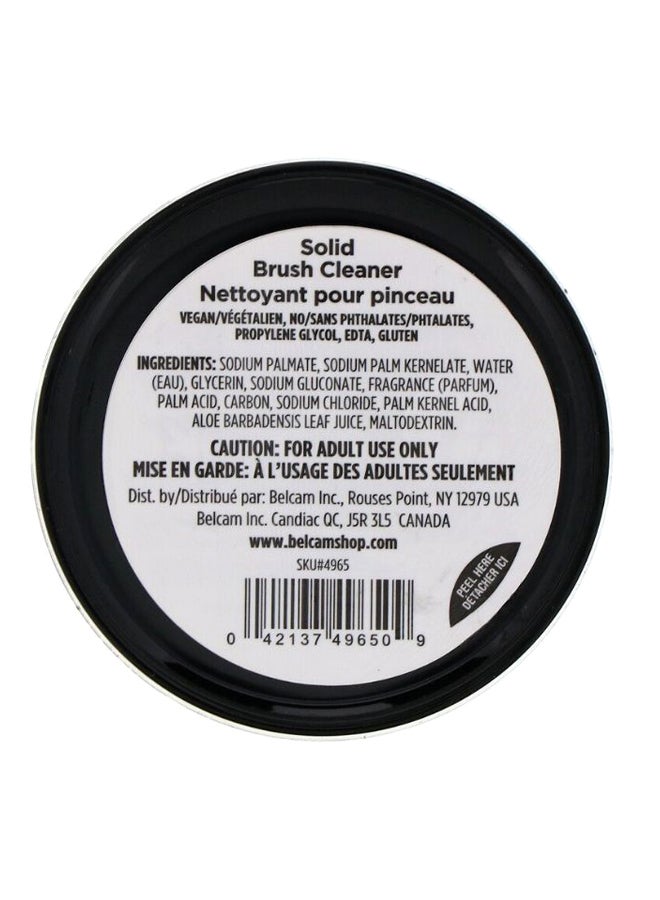 Solid
Brush Cleaner
Nettoyant pour pinceau
VEGAN/VÉGÉTALIEN, NO/SANS PHTHALATES/PHTALATES,
PROPYLENE GLYCOL, EDTA, GLUTEN
INGREDIENTS: SODIUM PALMATE, SODIUM PALM KERNELATE, WATER
(EAU), GLYCERIN, SODIUM GLUCONATE, FRAGRANCE (PARFUM),
PALM ACID, CARBON, SODIUM CHLORIDE, PALM KERNEL ACID,
ALOE BARBADENSIS LEAF JUICE, MALTODEXTRIN.
CAUTION: FOR ADULT USE ONLY
MISE EN GARDE: À L'USAGE DES ADULTES SEULEMENT
Dist. by/Distribué par: Belcam Inc., Rouses Point, NY 12979 USA
Belcam Inc. Candiac QC, J5R 3L5 CANADA
www.belcamshop.com
SKU#4965
PEEL HERE
DETACHER ICI
0 42137 49650 9